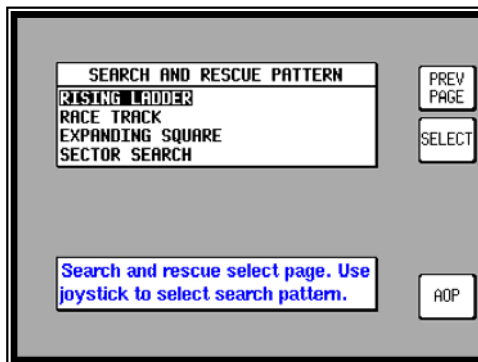 SEARCH AND RESCUE PATTERN
RISING LADDER
RACE TRACK
EXPANDING SQUARE
SECTOR SEARCH
PREV
PAGE
SELECT
Search and rescue select page. Use
joystick to select search pattern.
AOP